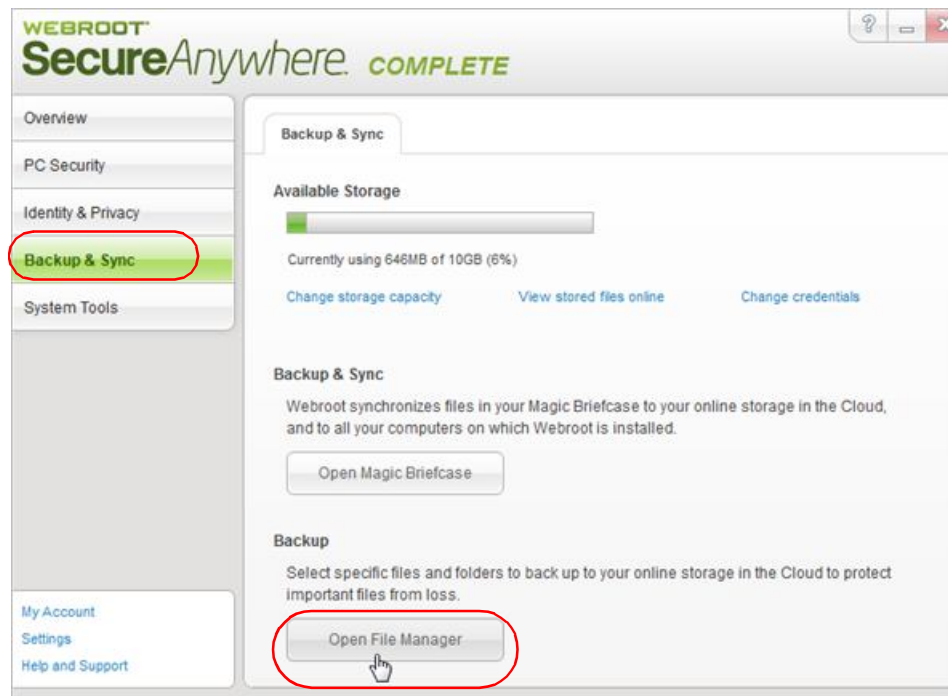 WEBROOT
SecureAnywhere. COMPLETE
Overview
PC Security
Identity & Privacy
Backup & Sync
System Tools
My Account
Settings
Help and Support
Backup & Sync
Available Storage
Currently using 646MB of 10GB (6%)
Change storage capacity View stored files online Change credentials
Backup & Sync
Webroot synchronizes files in your Magic Briefcase to your online storage in the Cloud,
and to all your computers on which Webroot is installed.
Open Magic Briefcase
Backup
Select specific files and folders to back up to your online storage in the Cloud to protect
important files from loss.
Open File Manager